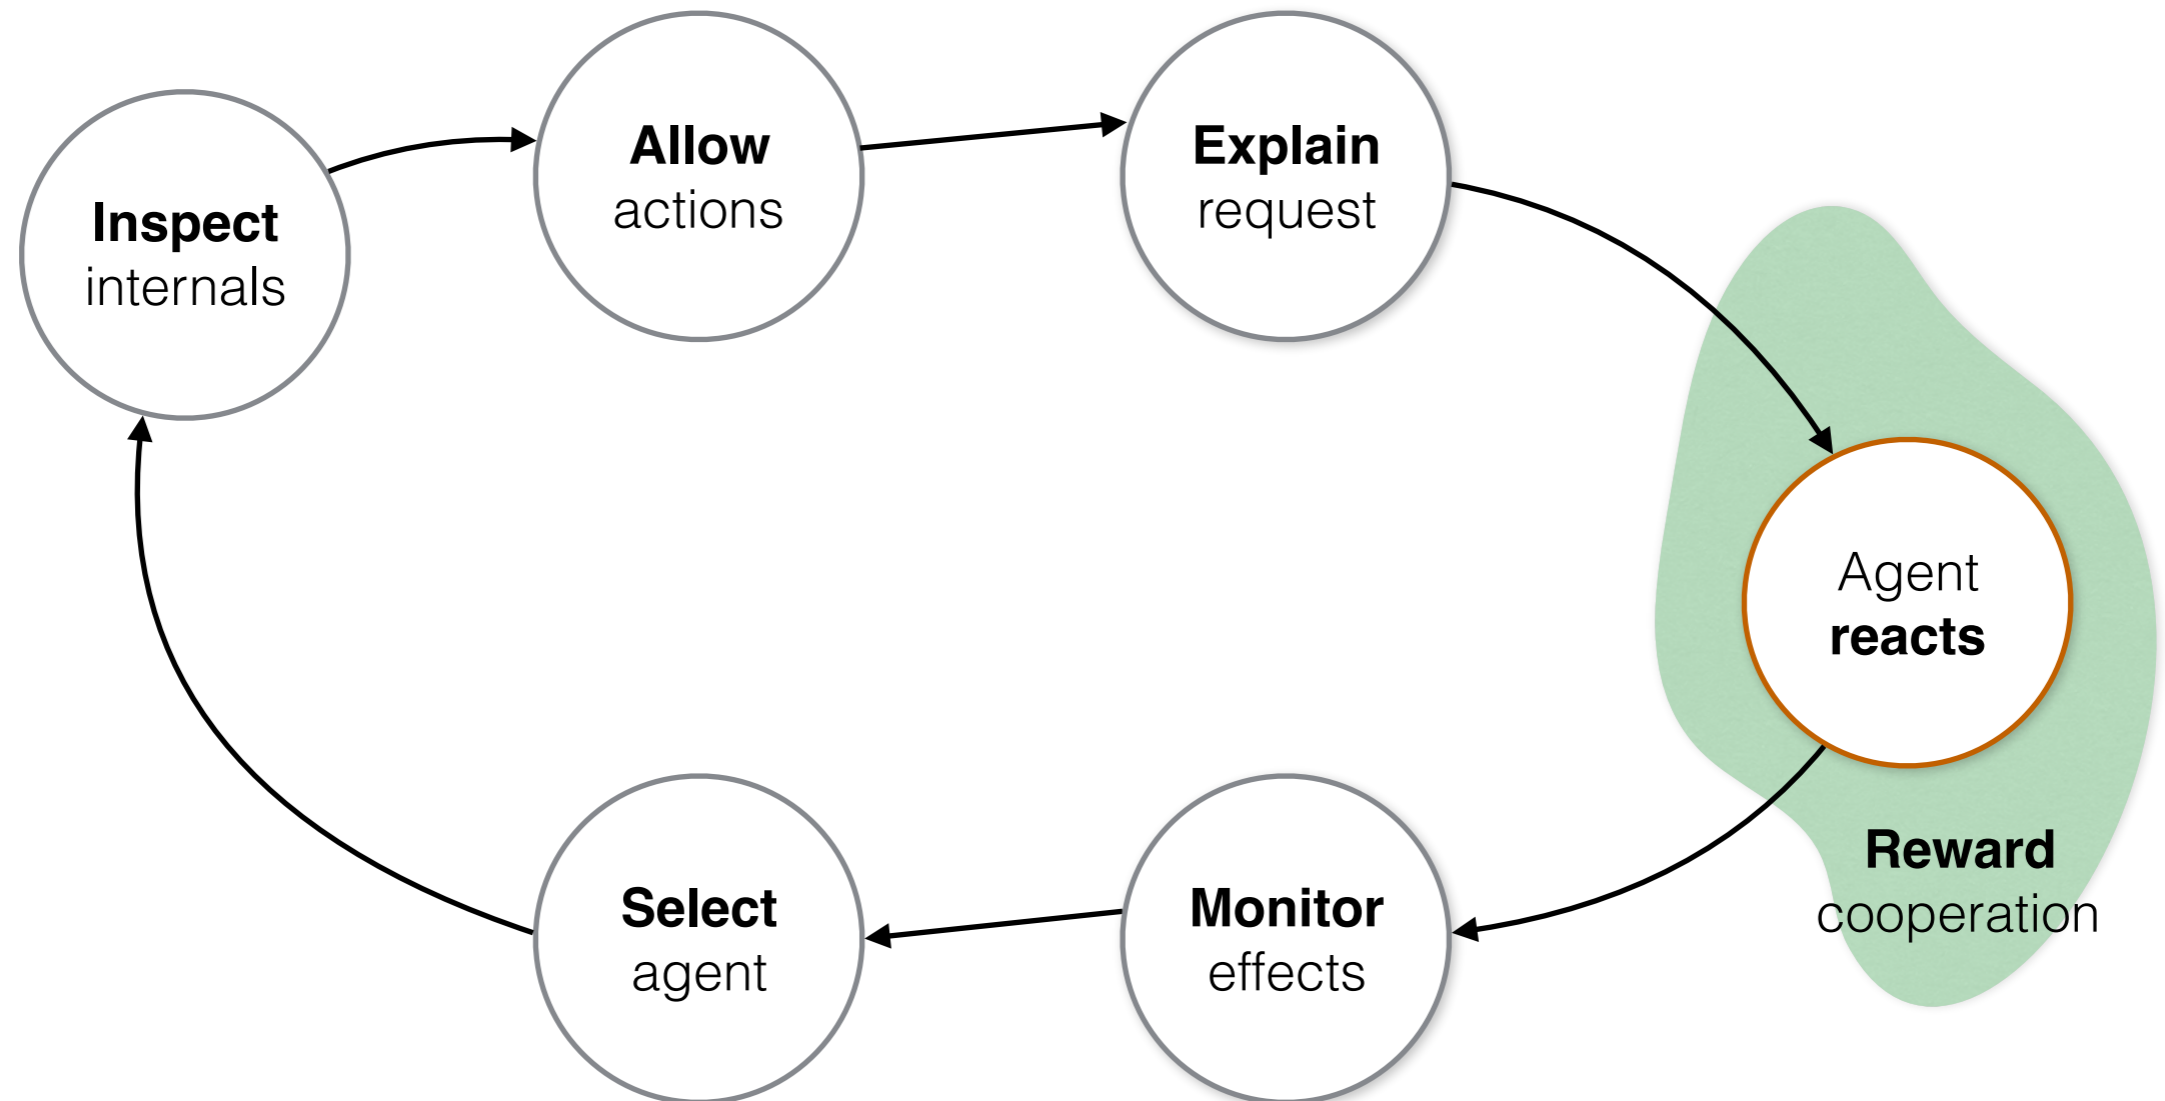 Inspect
internals
Allow
actions
Explain
request
Agent
reacts
Reward
cooperation
Monitor
effects
Select
agent